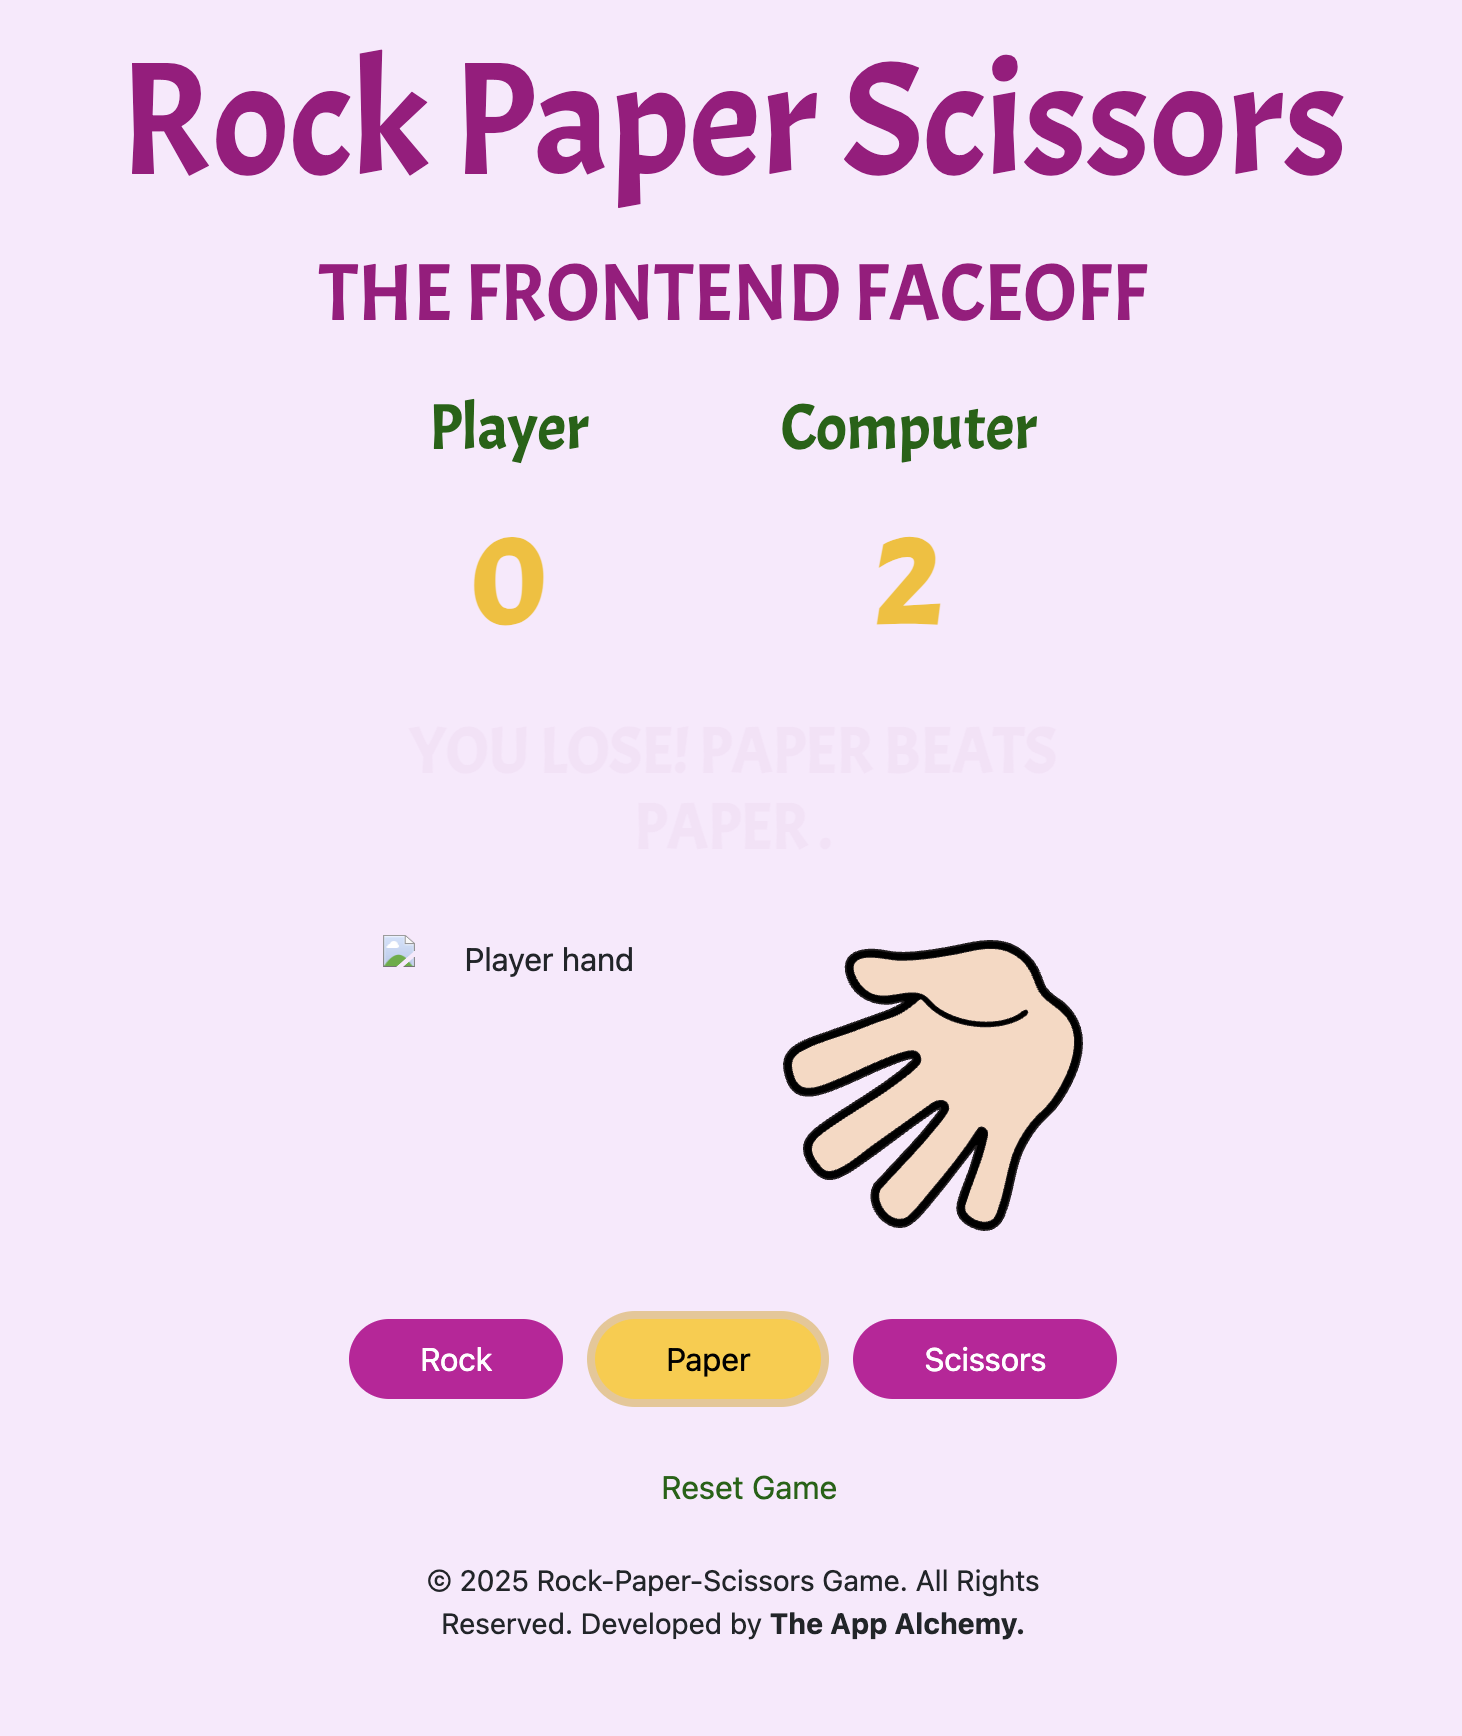 Rock Paper Scissors
THE FRONTEND FACEOFF
Player Computer
0 2
YOU LOSE! PAPER BEATS
PAPER .
Player hand
Rock Paper Scissors
Reset Game
© 2025 Rock-Paper-Scissors Game. All Rights
Reserved. Developed by The App Alchemy.